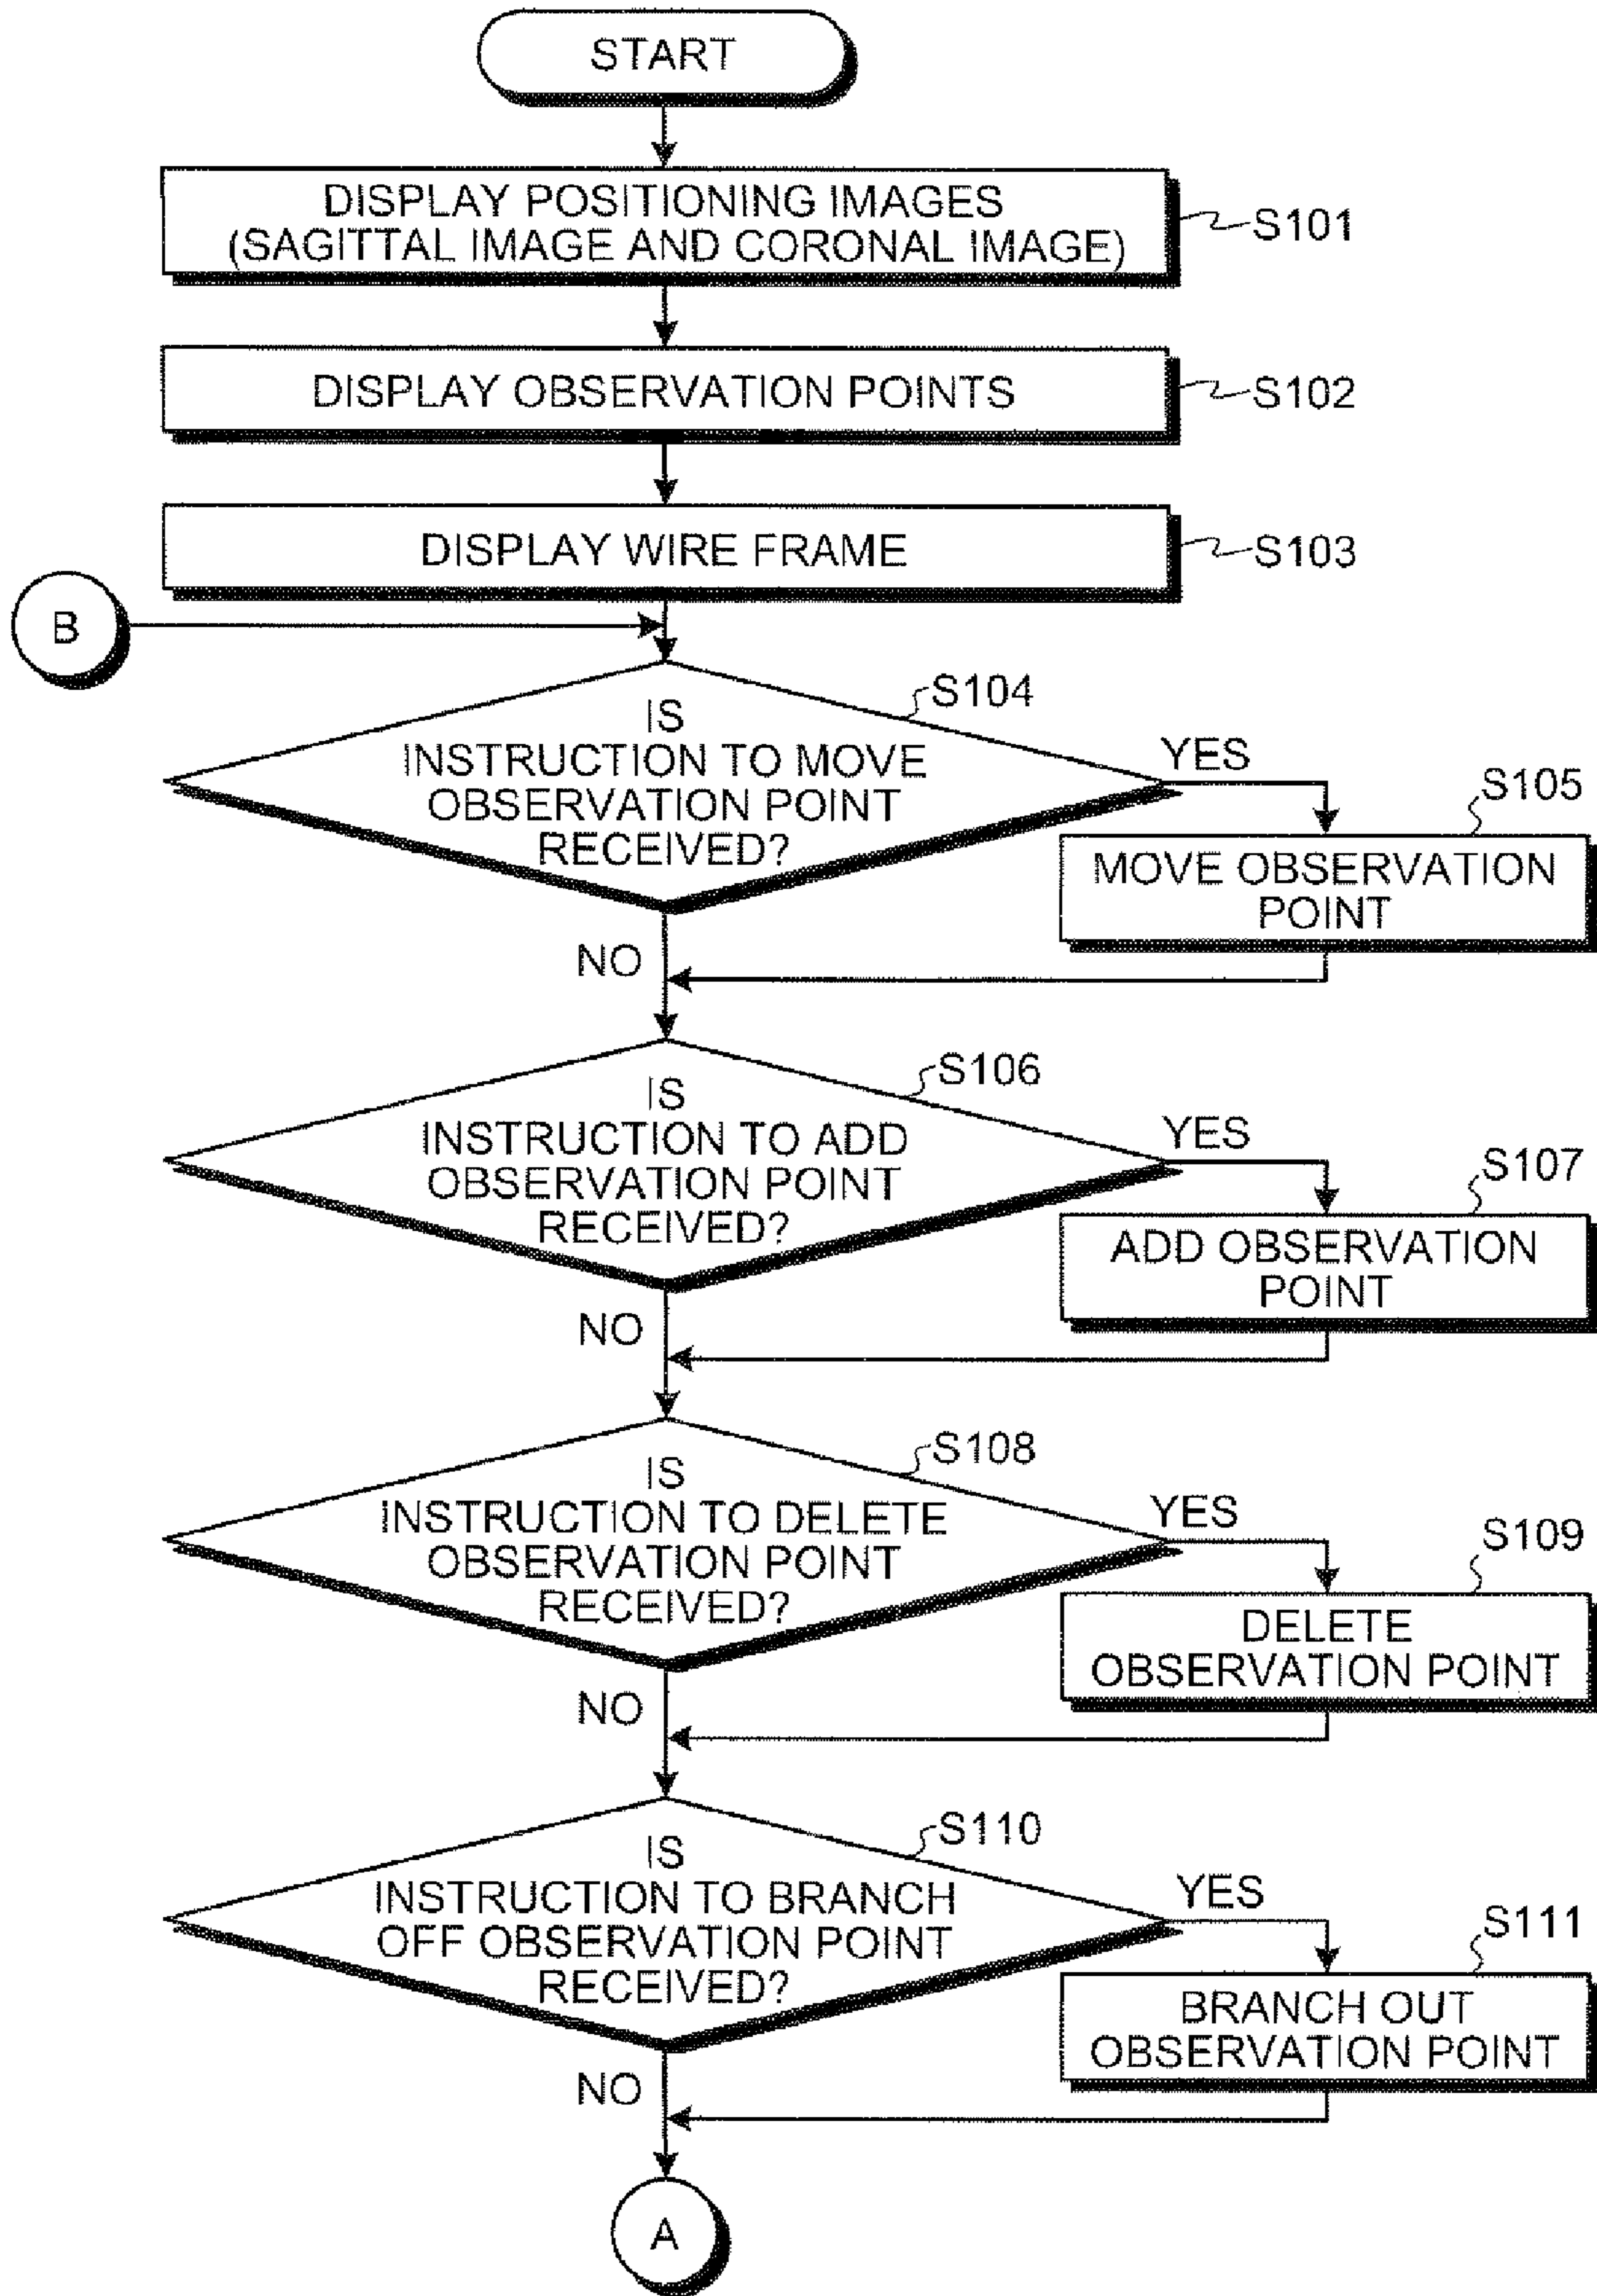 START
DISPLAY POSITIONING IMAGES
(SAGITTAL IMAGE AND CORONAL IMAGE)
S101
DISPLAY OBSERVATION POINTS
S102
DISPLAY WIRE FRAME
S103
B
S104
IS
INSTRUCTION TO MOVE
OBSERVATION POINT
RECEIVED?
YES
S105
MOVE OBSERVATION
POINT
NO
S106
IS
INSTRUCTION TO ADD
OBSERVATION POINT
RECEIVED?
YES
S107
ADD OBSERVATION
POINT
NO
S108
IS
INSTRUCTION TO DELETE
OBSERVATION POINT
RECEIVED?
YES
S109
DELETE
OBSERVATION POINT
NO
S110
IS
INSTRUCTION TO BRANCH
OFF OBSERVATION POINT
RECEIVED?
YES
S111
BRANCH OUT
OBSERVATION POINT
NO
A